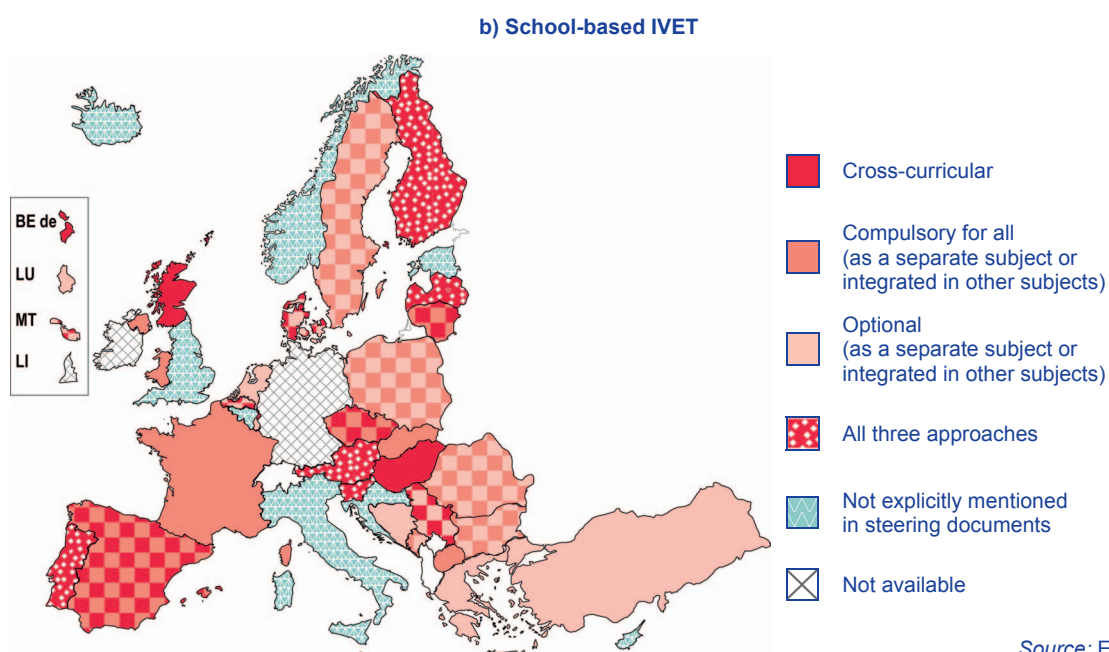 b) School-based IVET
BE de
LU
MT
LI
Cross-curricular
Compulsory for all
(as a separate subject or
integrated in other subjects)
Optional
(as a separate subject or
integrated in other subjects)
All three approaches
Not explicitly mentioned
in steering documents
Not available
Source: E